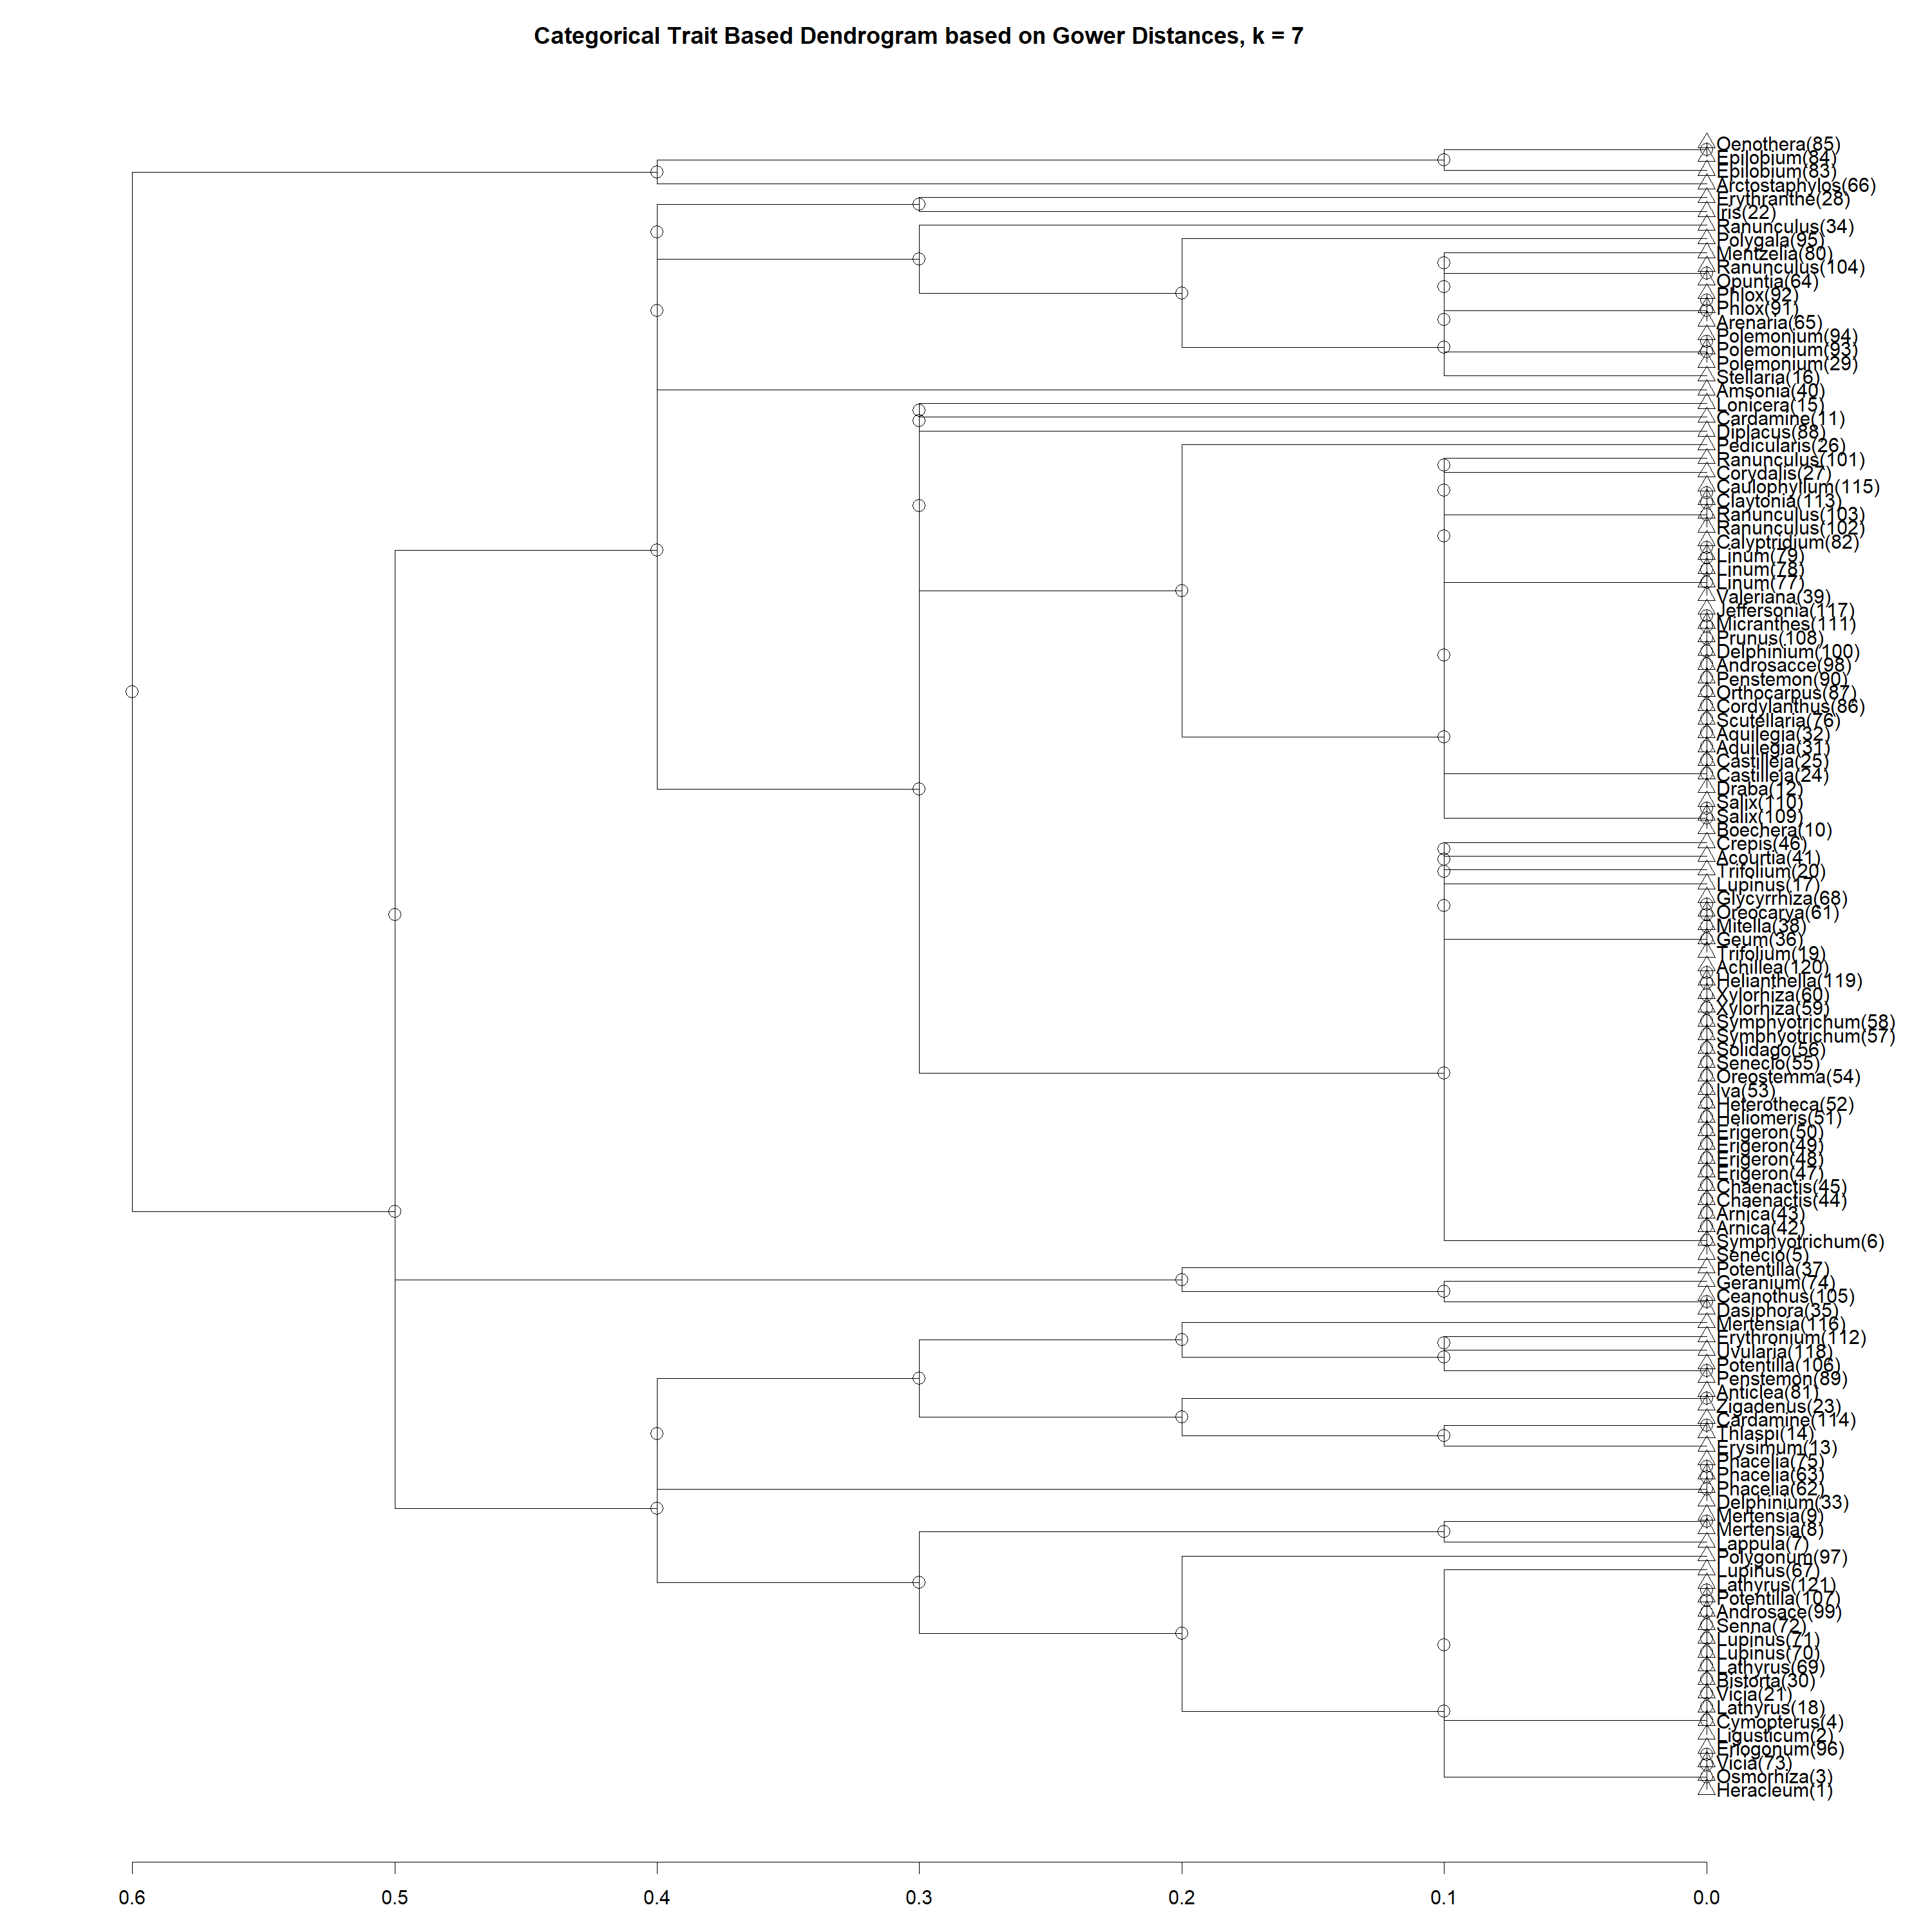 Categorical Trait Based Dendrogram based on Gower Distances, k = 7
Oenothera(85)
Epilobium(84)
Epilobium(83)
Arctostaphylos(66)
Erythranthe(28)
Iris(22)
Ranunculus(34)
Polygala(95)
Mentzelia(80)
Ranunculus(104)
Opuntia(64)
Phlox(92)
Phlox(91)
Arenaria(65)
Polemonium(94)
Polemonium(93)
Polemonium(29)
Stellaria(16)
Amsonia(40)
Lonicera(15)
Cardamine(11)
Diplacus(88)
Pedicularis(26)
Ranunculus(101)
Corydalis(27)
Caulophyllum(115)
Claytonia(113)
Ranunculus(103)
Ranunculus(102)
Calyptridium(82)
Linum(79)
Linum(78)
Linum(77)
Valeriana(39)
Jeffersonia(117)
Micranthes(111)
Prunus(108)
Delphinium(100)
Androsacce(98)
Penstemon(90)
Orthocarpus(87)
Cordylanthus(86)
Scutellaria(76)
Aquilegia(32)
Aquilegia(31)
Castilleja(25)
Castilleja(24)
Draba(12)
Salix(110)
Salix(109)
Boechera(10)
Crepis(46)
Acourtia(41)
Trifolium(20)
Lupinus(17)
Glycyrrhiza(68)
Oreocarya(61)
Mitella(38)
Geum(36)
Trifolium(19)
Achillea(120)
Helianthella(119)
Xylorhiza(60)
Xylorhiza(59)
Symphyotrichum(58)
Symphyotrichum(57)
Solidago(56)
Senecio(55)
Oreostemma(54)
Iva(53)
Heterotheca(52)
Heliomeris(51)
Erigeron(50)
Erigeron(49)
Erigeron(48)
Erigeron(47)
Chaenactis(45)
Chaenactis(44)
Arnica(43)
Arnica(42)
Symphyotrichum(6)
Senecio(5)
Potentilla(37)
Geranium(74)
Ceanothus(105)
Dasiphora(35)
Mertensia(116)
Erythronium(112)
Uvularia(118)
Potentilla(106)
Penstemon(89)
Anticlea(81)
Zigadenus(23)
Cardamine(114)
Thlaspi(14)
Erysimum(13)
Phacelia(75)
Phacelia(63)
Phacelia(62)
Delphinium(33)
Mertensia(9)
Mertensia(8)
Lappula(7)
Polygonum(97)
Lupinus(67)
Lathyrus(121)
Potentilla(107)
Androsace(99)
Senna(72)
Lupinus(71)
Lupinus(70)
Lathyrus(69)
Bistorta(30)
Vicia(21)
Lathyrus(18)
Cymopterus(4)
Ligusticum(2)
Eriogonum(96)
Vicia(73)
Osmorhiza(3)
Heracleum(1)
0.6 0.5 0.4 0.3 0.2 0.1 0.0